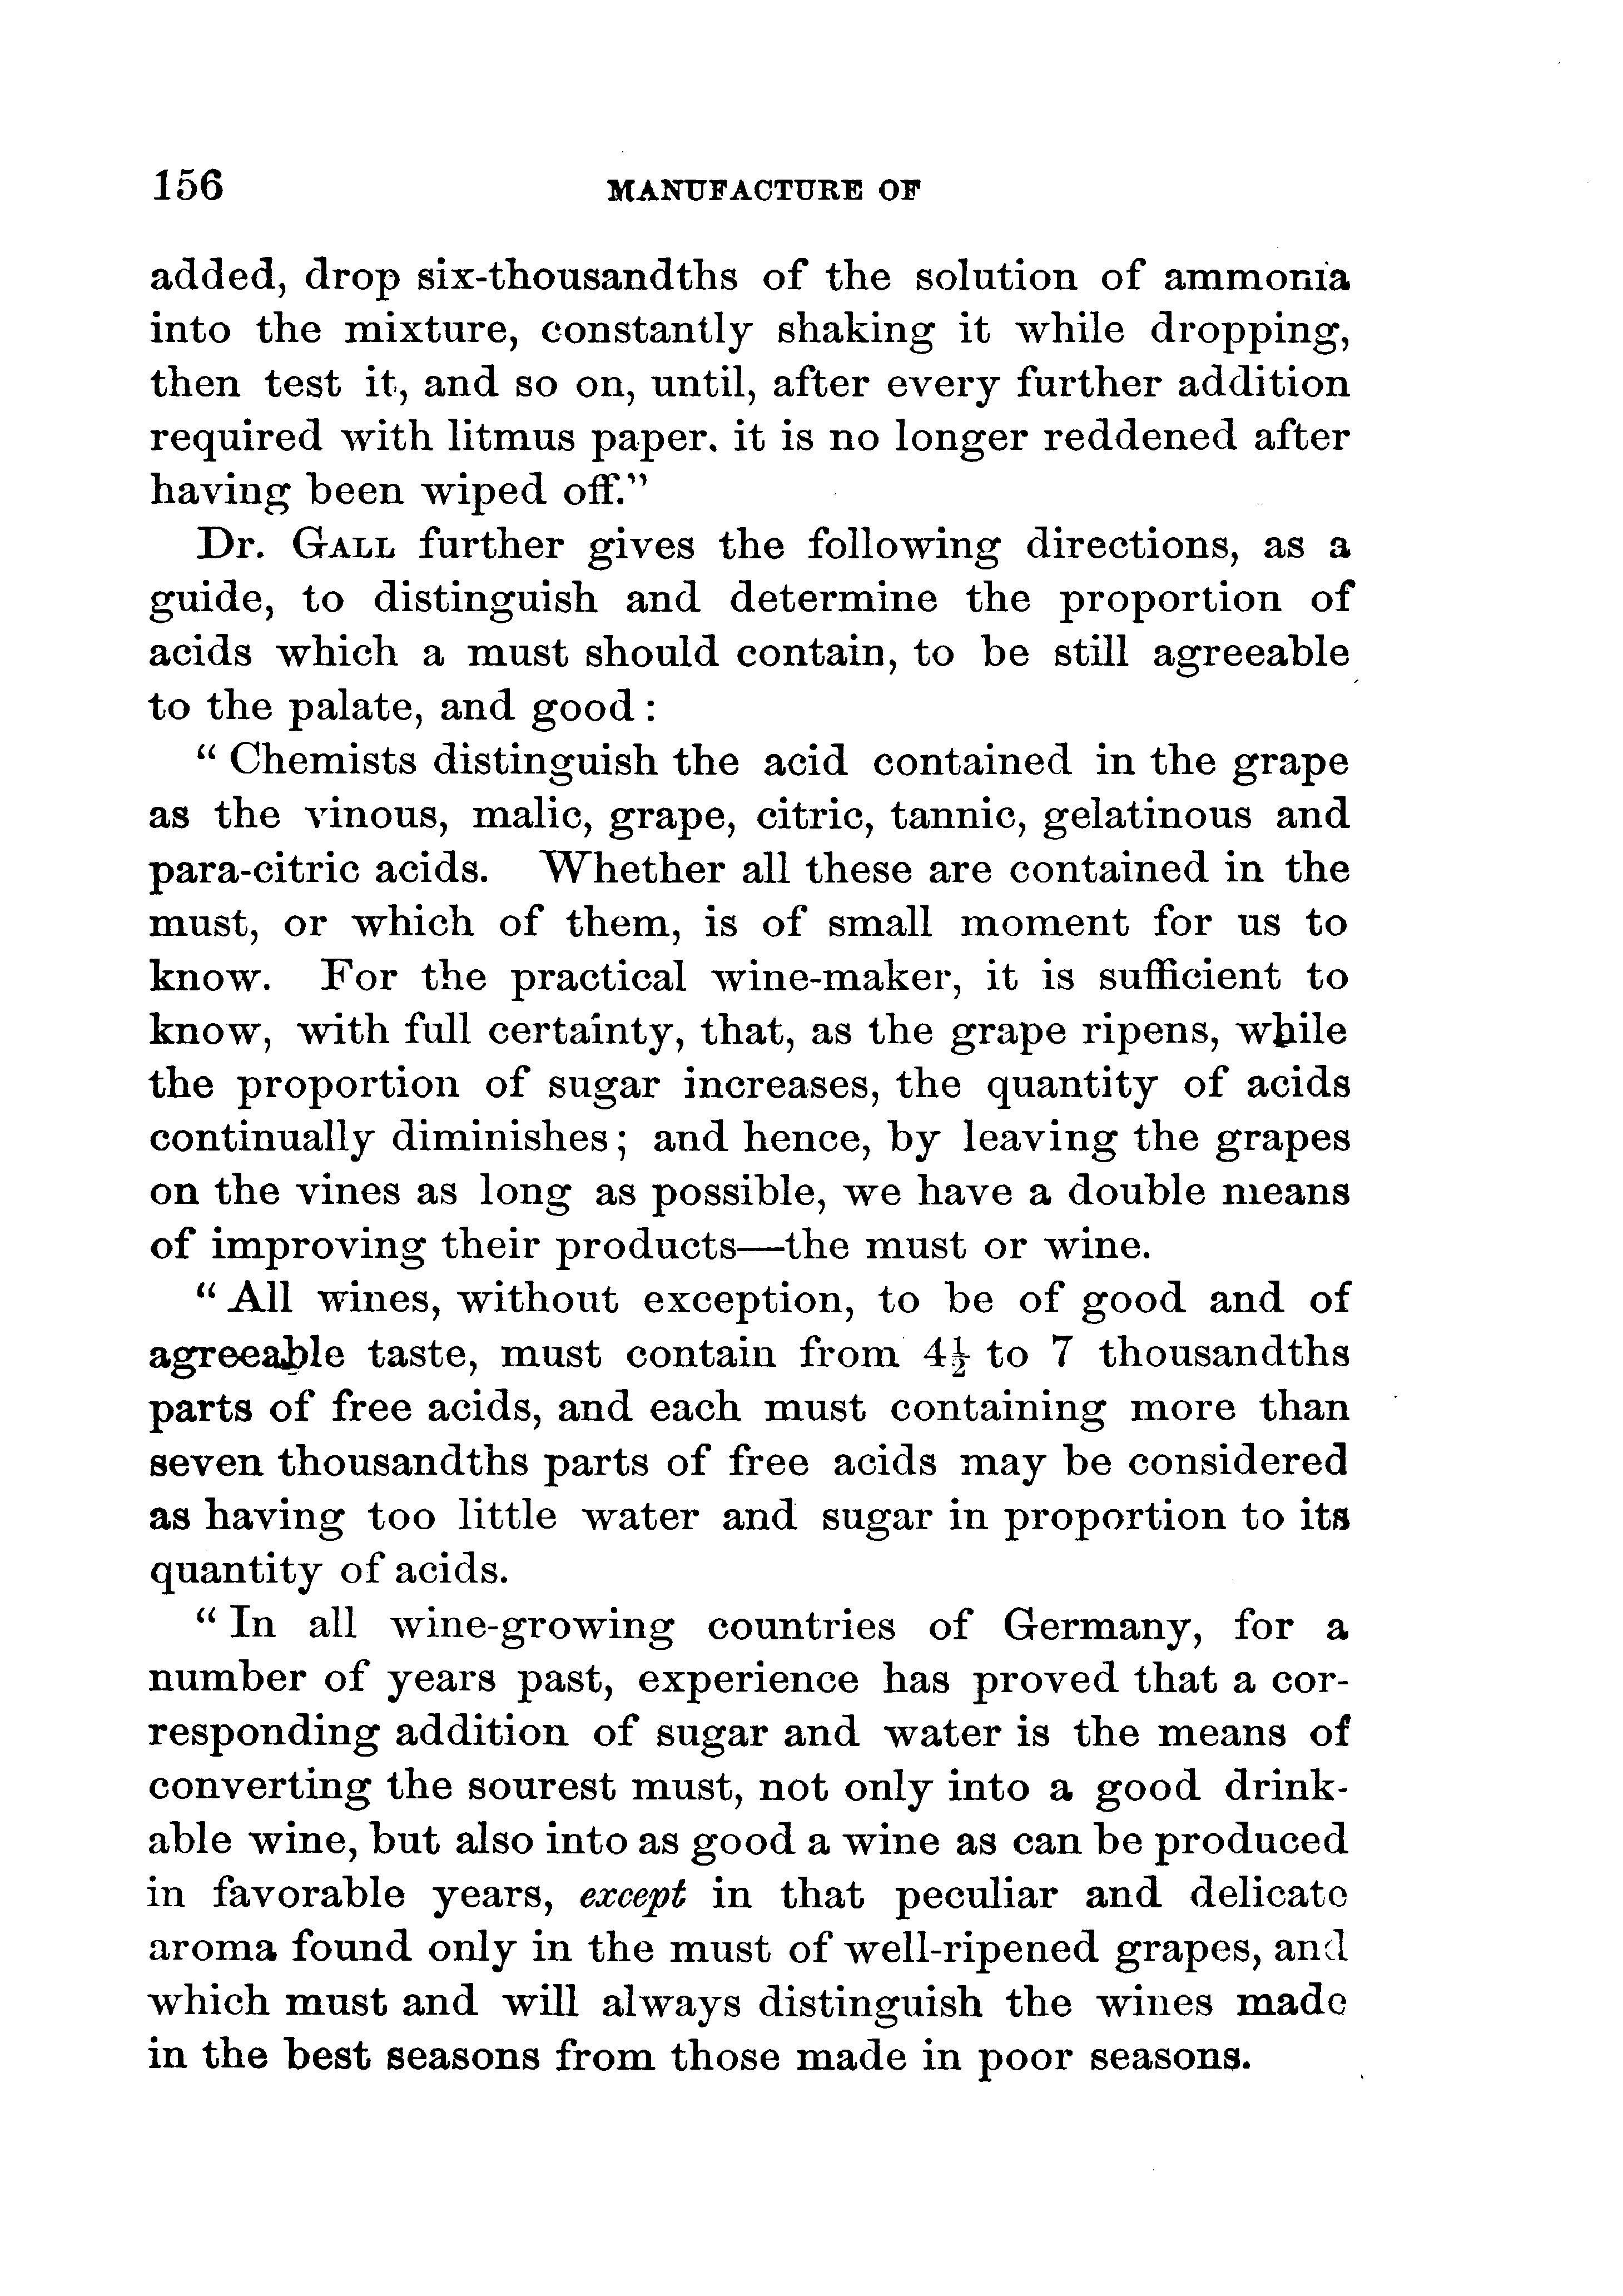 156 MANUFACTURE OF
added, drop six-thousandths of the solution of ammonia
into the mixture, constantly shaking it while dropping,
then test it, and so on, until, after every further addition
required with litmus paper. it is no longer reddened after
having been wiped off."
Dr. GALL further gives the following directions, as a
guide, to distinguish and determine the proportion of
acids which a must should contain, to be still agreeable
to the palate, and good :
" Chemists distinguish the acid contained in the grape
as the vinous, malic, grape, citric, tannic, gelatinous and
para-citric acids. Whether all these are contained in the
must, or which of them, is of small moment for us to
know. For the practical wine-maker, it is sufficient to
know, with full certainty, that, as the grape ripens, while
the proportion of sugar increases, the quantity of acids
continually diminishes ; and hence, by leaving the grapes
on the vines as long as possible, we have a double means
of improving their products—the must or wine.
" All wines, without exception, to be of good and of
agreeable taste, must contain from 4½ to 7 thousandths
parts of free acids, and each must containing more than
seven thousandths parts of free acids may be considered
as having too little water and sugar in proportion to its
quantity of acids.
" In all wine-growing countries of Germany, for a
number of years past, experience has proved that a cor-
responding addition of sugar and water is the means of
converting the sourest must, not only into a good drink-
able wine, but also into as good a wine as can be produced
in favorable years, except in that peculiar and delicate
aroma found only in the must of well-ripened grapes, and
which must and will always distinguish the wines made
in the best seasons from those made in poor seasons.